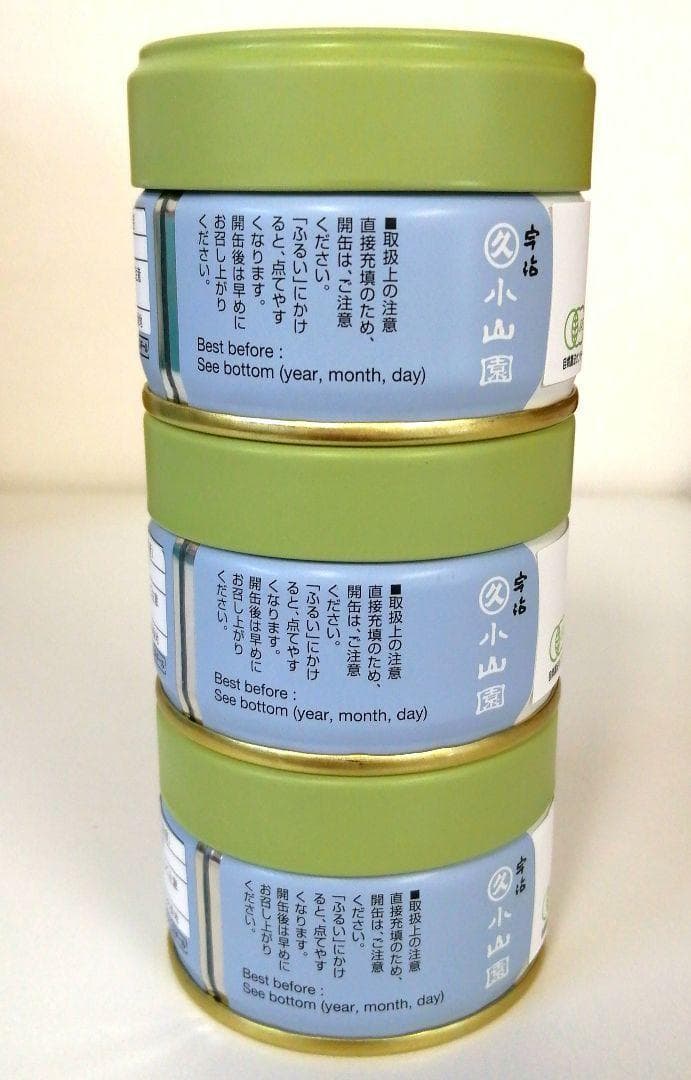 ■取扱上の注意
直接充填のため、
開缶は、ご注意
ください。
「ふるい」にかけ
ると、点てやす
くなります。
開缶後は早めに
お召し上がり
ください。
Best before :
See bottom (year, month, day)
宇治
久
小山園
■取扱上の注意
直接充填のため、
開缶は、ご注意
ください。
「ふるい」にかけ
ると、点てやす
くなります。
開缶後は早めに
お召し上がり
ください。
Best before :
See bottom (year, month, day)
宇治
久
小山園
■取扱上の注意
直接充填のため、
開缶は、ご注意
ください。
「ふるい」にかけ
ると、点てやす
くなります。
開缶後は早めに
お召し上がり
ください。
Best before :
See bottom (year, month, day)
宇治
久
小山園